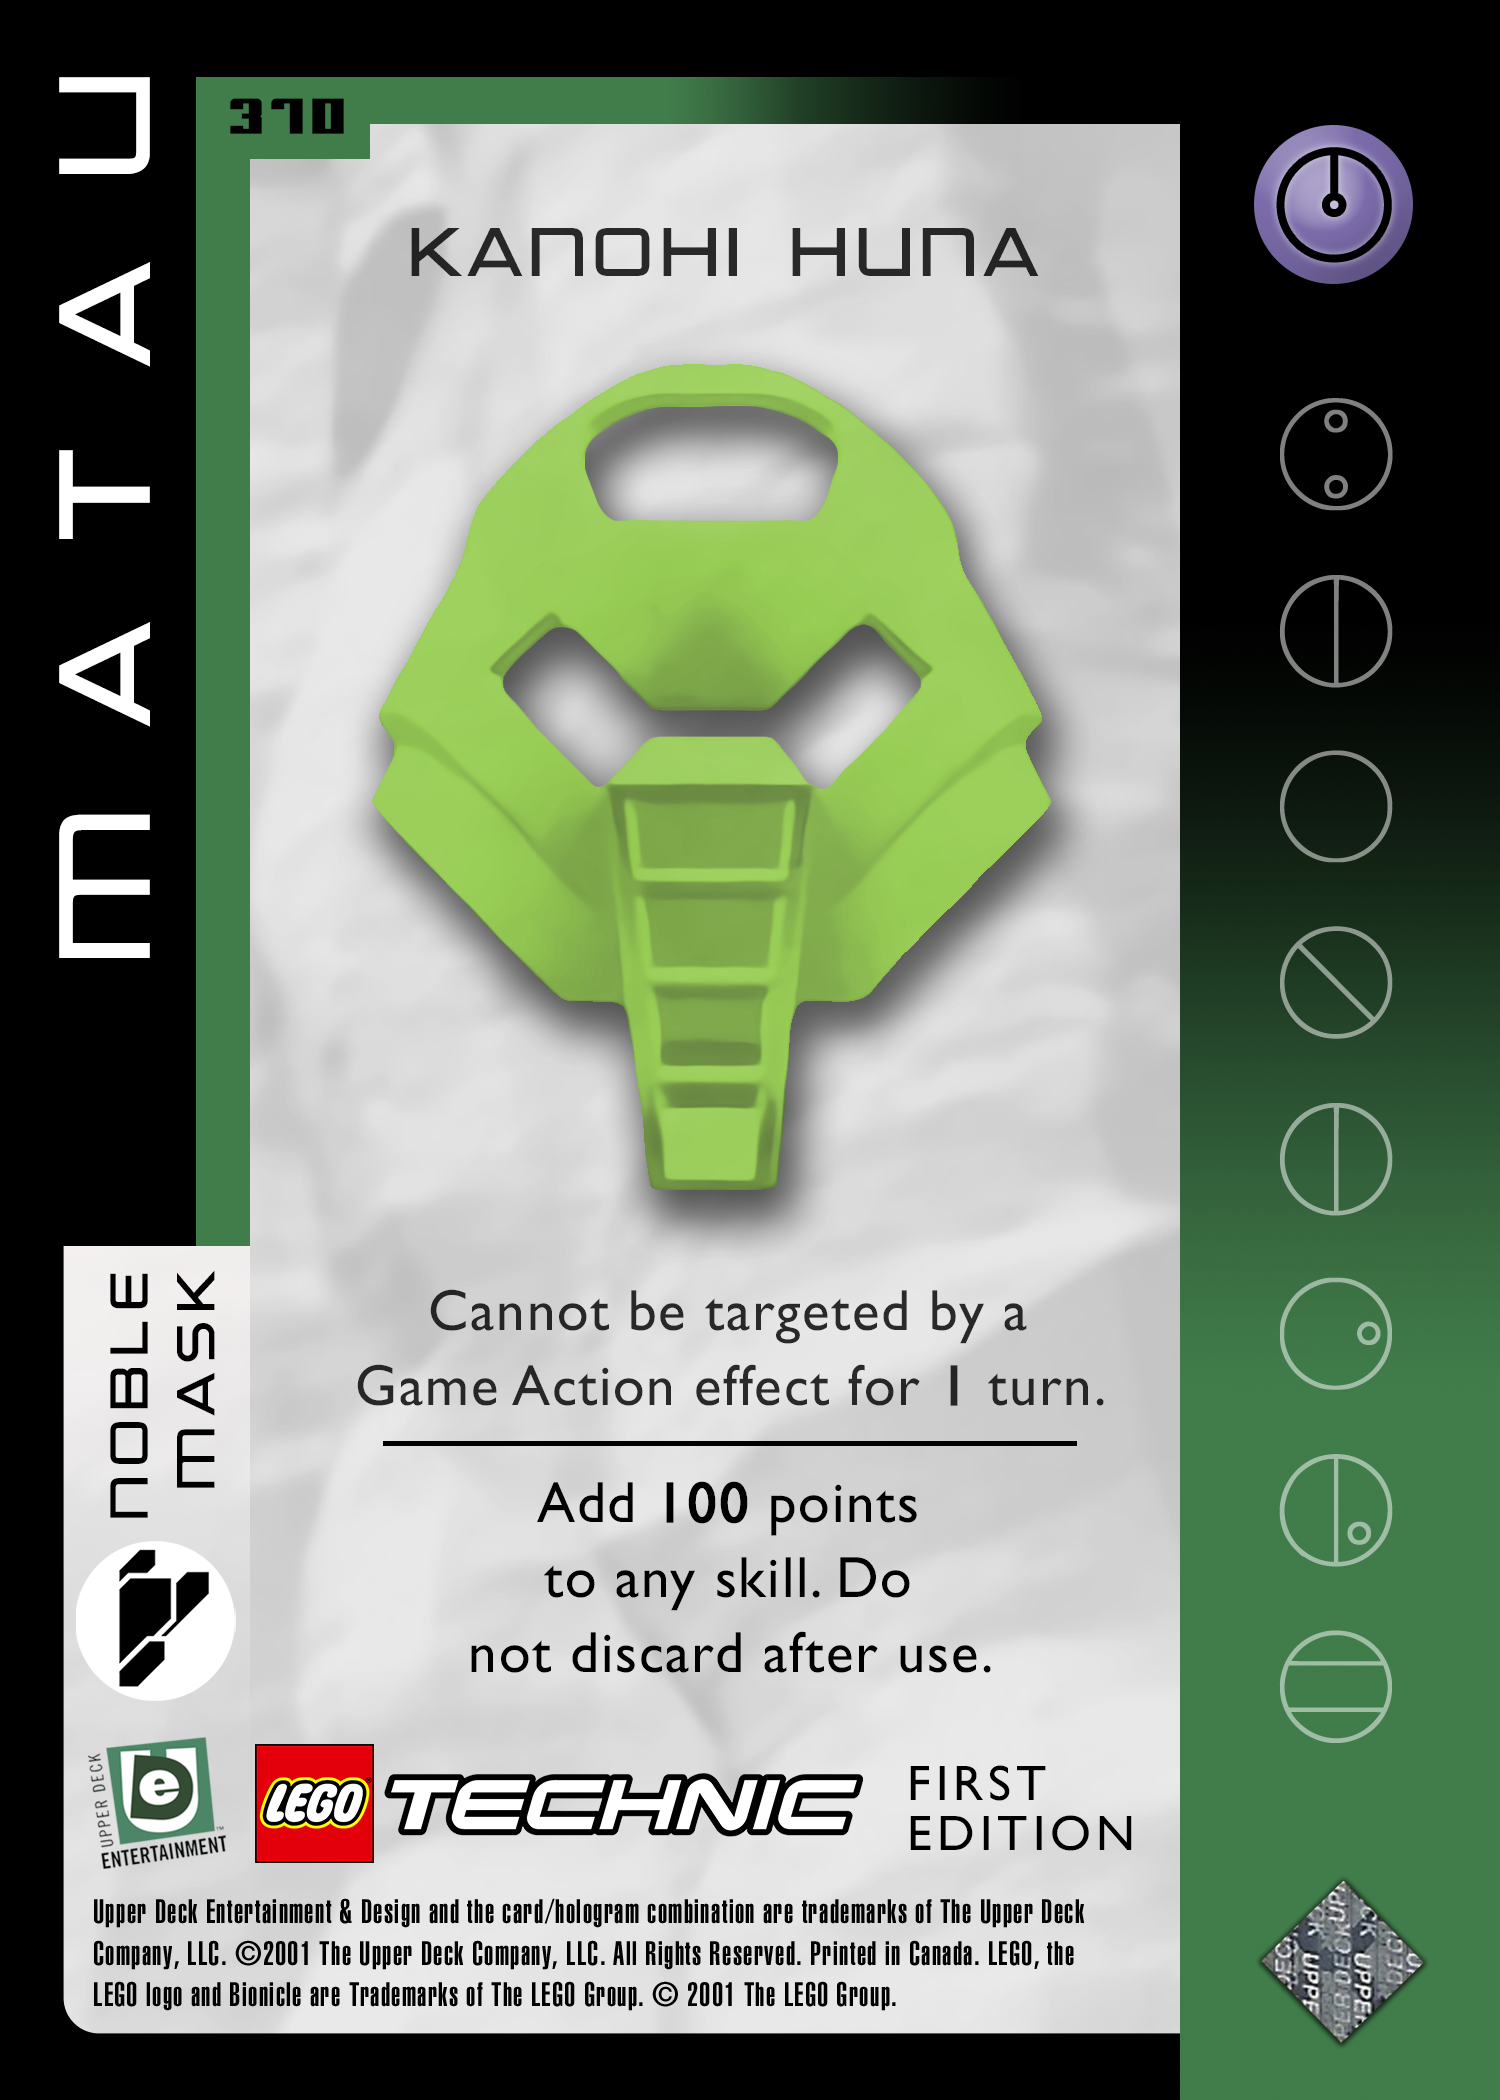 MATAU
370
KANOHI HUNA
Cannot be targeted by a
Game Action effect for 1 turn.
Add 100 points
to any skill. Do
not discard after use.
NOBLE
MASK
UPPER DECK
e
ENTERTAINMENT
LEGO
TECHNIC
FIRST
EDITION
Upper Deck Entertainment & Design and the card/hologram combination are trademarks of The Upper Deck
Company, LLC. ©2001 The Upper Deck Company, LLC. All Rights Reserved. Printed in Canada. LEGO, the
LEGO logo and Bionicle are Trademarks of The LEGO Group. © 2001 The LEGO Group.